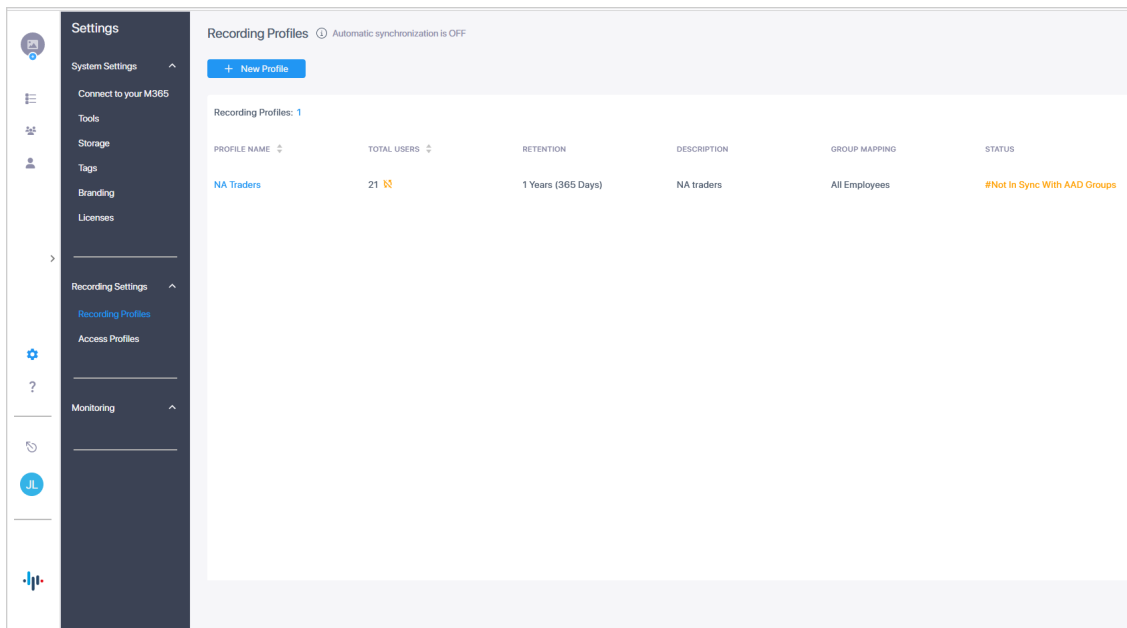 Settings
System Settings
Connect to your M365
Tools
Storage
Tags
Branding
Licenses
Recording Settings
Recording Profiles
Access Profiles
Monitoring
?
JL
Recording Profiles Automatic synchronization is OFF
+ New Profile
Recording Profiles: 1
PROFILE NAME TOTAL USERS RETENTION DESCRIPTION GROUP MAPPING STATUS
NA Traders 21 1 Years (365 Days) NA traders All Employees #Not In Sync With AAD Groups